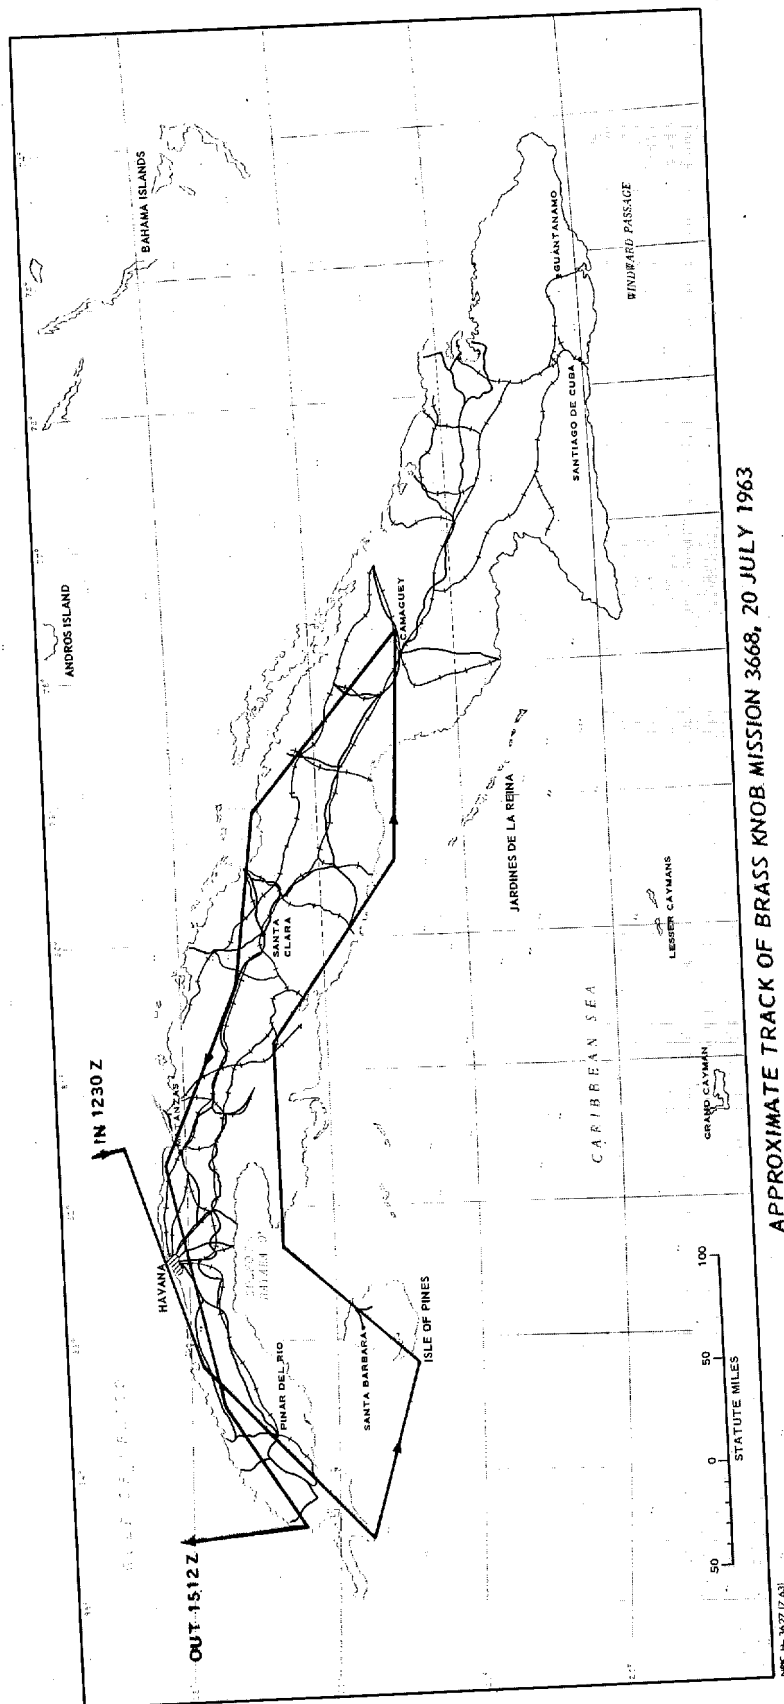 BAHAMA ISLANDS
ANDROS ISLAND
IN 1230 Z
OUT 1512 Z
HAVANA
PINAR DEL RIO
SANTA BARBARA
ISLE OF PINES
SANTA
CLARA
CAMAGUEY
GUANTANAMO
SANTIAGO DE CUBA
WINDWARD PASSAGE
JARDINES DE LA REINA
LESSER CAYMANS
GRAND CAYMAN
CARIBBEAN SEA
50 0 50 100
STATUTE MILES
APPROXIMATE TRACK OF BRASS KNOB MISSION 3668, 20 JULY 1963